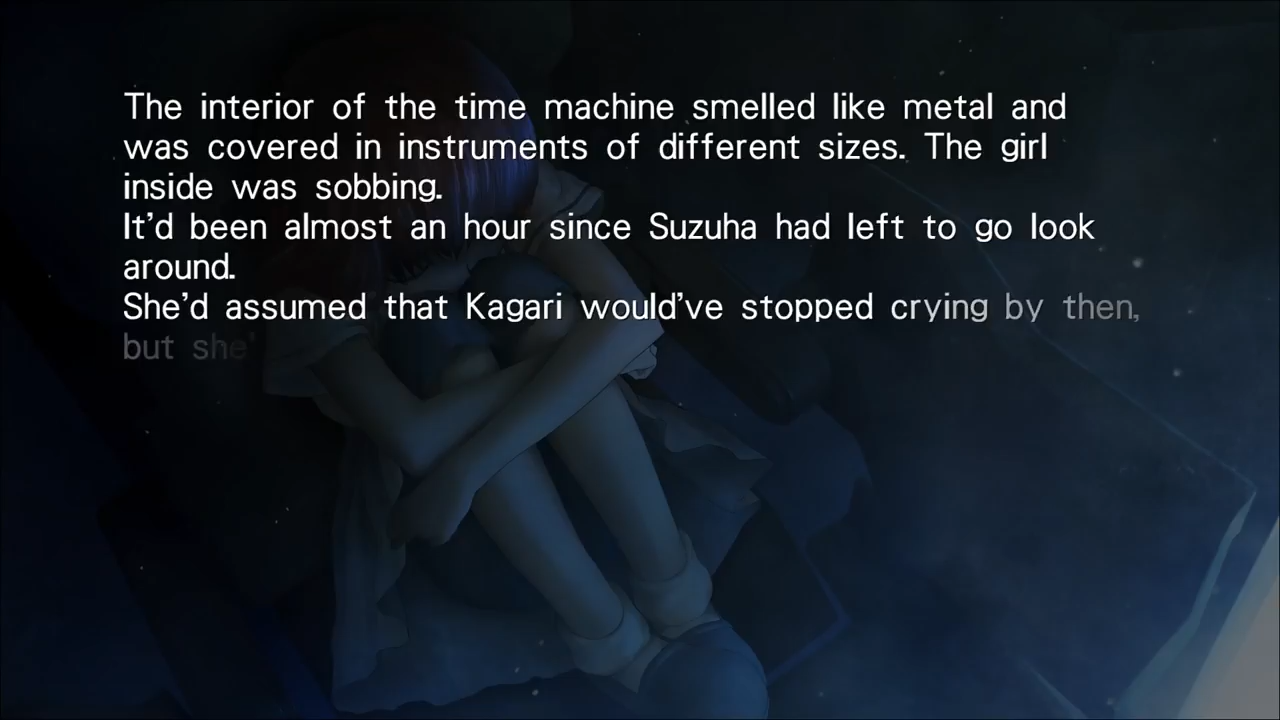 The interior of the time machine smelled like metal and
was covered in instruments of different sizes. The girl
inside was sobbing.
It'd been almost an hour since Suzuha had left to go look
around.
She'd assumed that Kagari would've stopped crying by then,
but she'